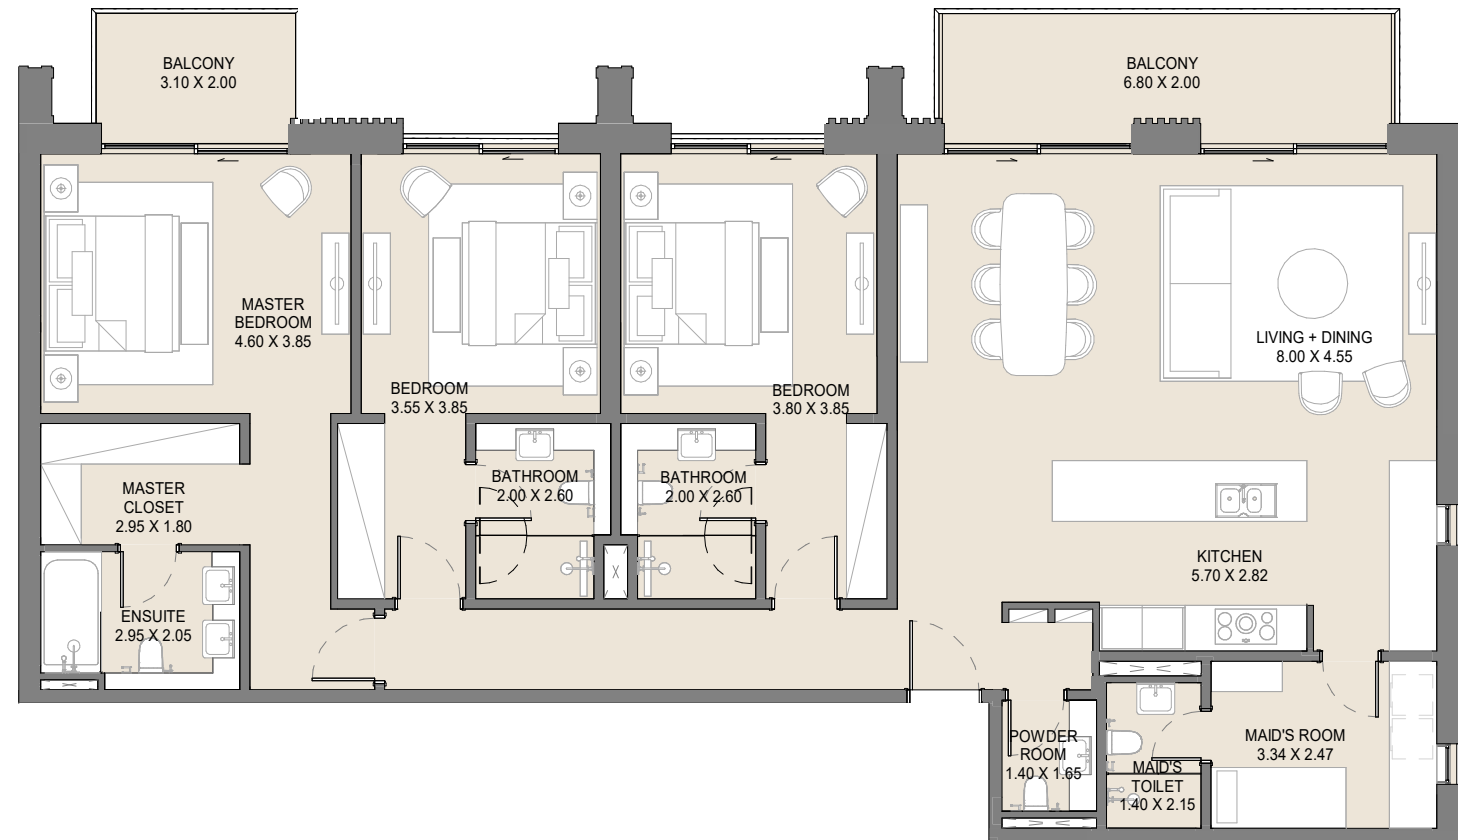 BALCONY
3.10 X 2.00
BALCONY
6.80 X 2.00
MASTER
BEDROOM
4.60 X 3.85
BEDROOM
3.55 X 3.85
BEDROOM
3.80 X 3.85
LIVING + DINING
8.00 X 4.55
MASTER
CLOSET
2.95 X 1.80
BATHROOM
2.00 X 2.60
BATHROOM
2.00 X 2.60
KITCHEN
5.70 X 2.82
ENSUITE
2.95 X 2.05
POWDER
ROOM
1.40 X 1.65
MAID'S
TOILET
1.40 X 2.15
MAID'S ROOM
3.34 X 2.47